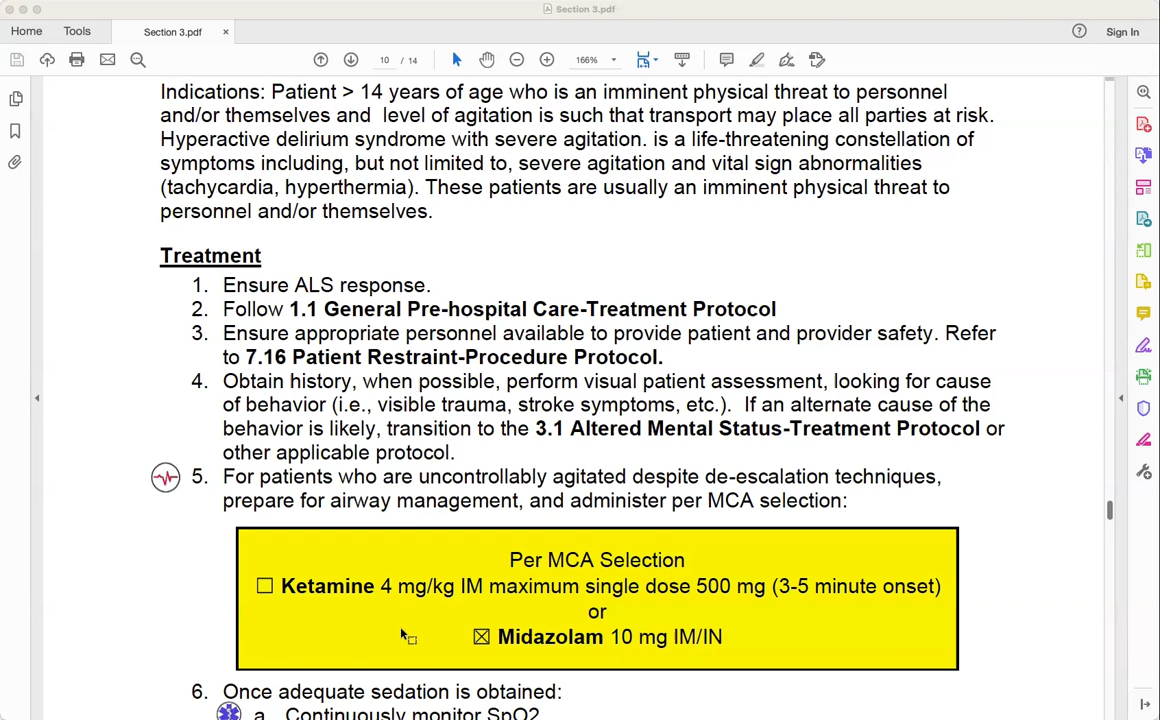 Section 3.pdf
Home Tools Section 3.pdf × ? Sign In
10 / 14 166%
Indications: Patient > 14 years of age who is an imminent physical threat to personnel
and/or themselves and level of agitation is such that transport may place all parties at risk.
Hyperactive delirium syndrome with severe agitation. is a life-threatening constellation of
symptoms including, but not limited to, severe agitation and vital sign abnormalities
(tachycardia, hyperthermia). These patients are usually an imminent physical threat to
personnel and/or themselves.
Treatment
1. Ensure ALS response.
2. Follow 1.1 General Pre-hospital Care-Treatment Protocol
3. Ensure appropriate personnel available to provide patient and provider safety. Refer
to 7.16 Patient Restraint-Procedure Protocol.
4. Obtain history, when possible, perform visual patient assessment, looking for cause
of behavior (i.e., visible trauma, stroke symptoms, etc.). If an alternate cause of the
behavior is likely, transition to the 3.1 Altered Mental Status-Treatment Protocol or
other applicable protocol.
5. For patients who are uncontrollably agitated despite de-escalation techniques,
prepare for airway management, and administer per MCA selection:
Per MCA Selection
☐ Ketamine 4 mg/kg IM maximum single dose 500 mg (3-5 minute onset)
or
☒ Midazolam 10 mg IM/IN
6. Once adequate sedation is obtained:
a. Continuously monitor SpO2